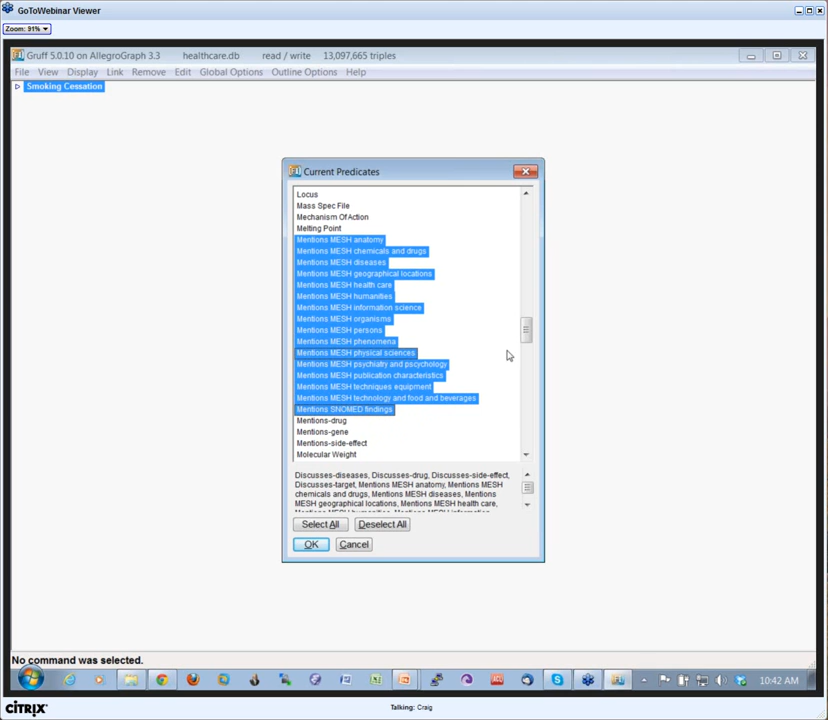 GoToWebinar Viewer
Zoom: 91%
Gruff 5.0.10 on AllegroGraph 3.3 healthcare.db read / write 13,097,665 triples
File View Display Link Remove Edit Global Options Outline Options Help
Smoking Cessation
Current Predicates
Locus
Mass Spec File
Mechanism Of Action
Melting Point
Mentions MESH anatomy
Mentions MESH chemicals and drugs
Mentions MESH diseases
Mentions MESH geographical locations
Mentions MESH health care
Mentions MESH humanities
Mentions MESH information science
Mentions MESH organisms
Mentions MESH persons
Mentions MESH phenomena
Mentions MESH physical sciences
Mentions MESH psychiatry and pscychology
Mentions MESH publication characteristics
Mentions MESH techniques equipment
Mentions MESH technology and food and beverages
Mentions SNOMED findings
Mentions-drug
Mentions-gene
Mentions-side-effect
Molecular Weight
Discusses-diseases, Discusses-drug, Discusses-side-effect,
Discusses-target, Mentions MESH anatomy, Mentions MESH
chemicals and drugs, Mentions MESH diseases, Mentions
MESH geographical locations, Mentions MESH health care,
Select All Deselect All
OK Cancel
No command was selected.
10:42 AM
CITRIX Talking: Craig